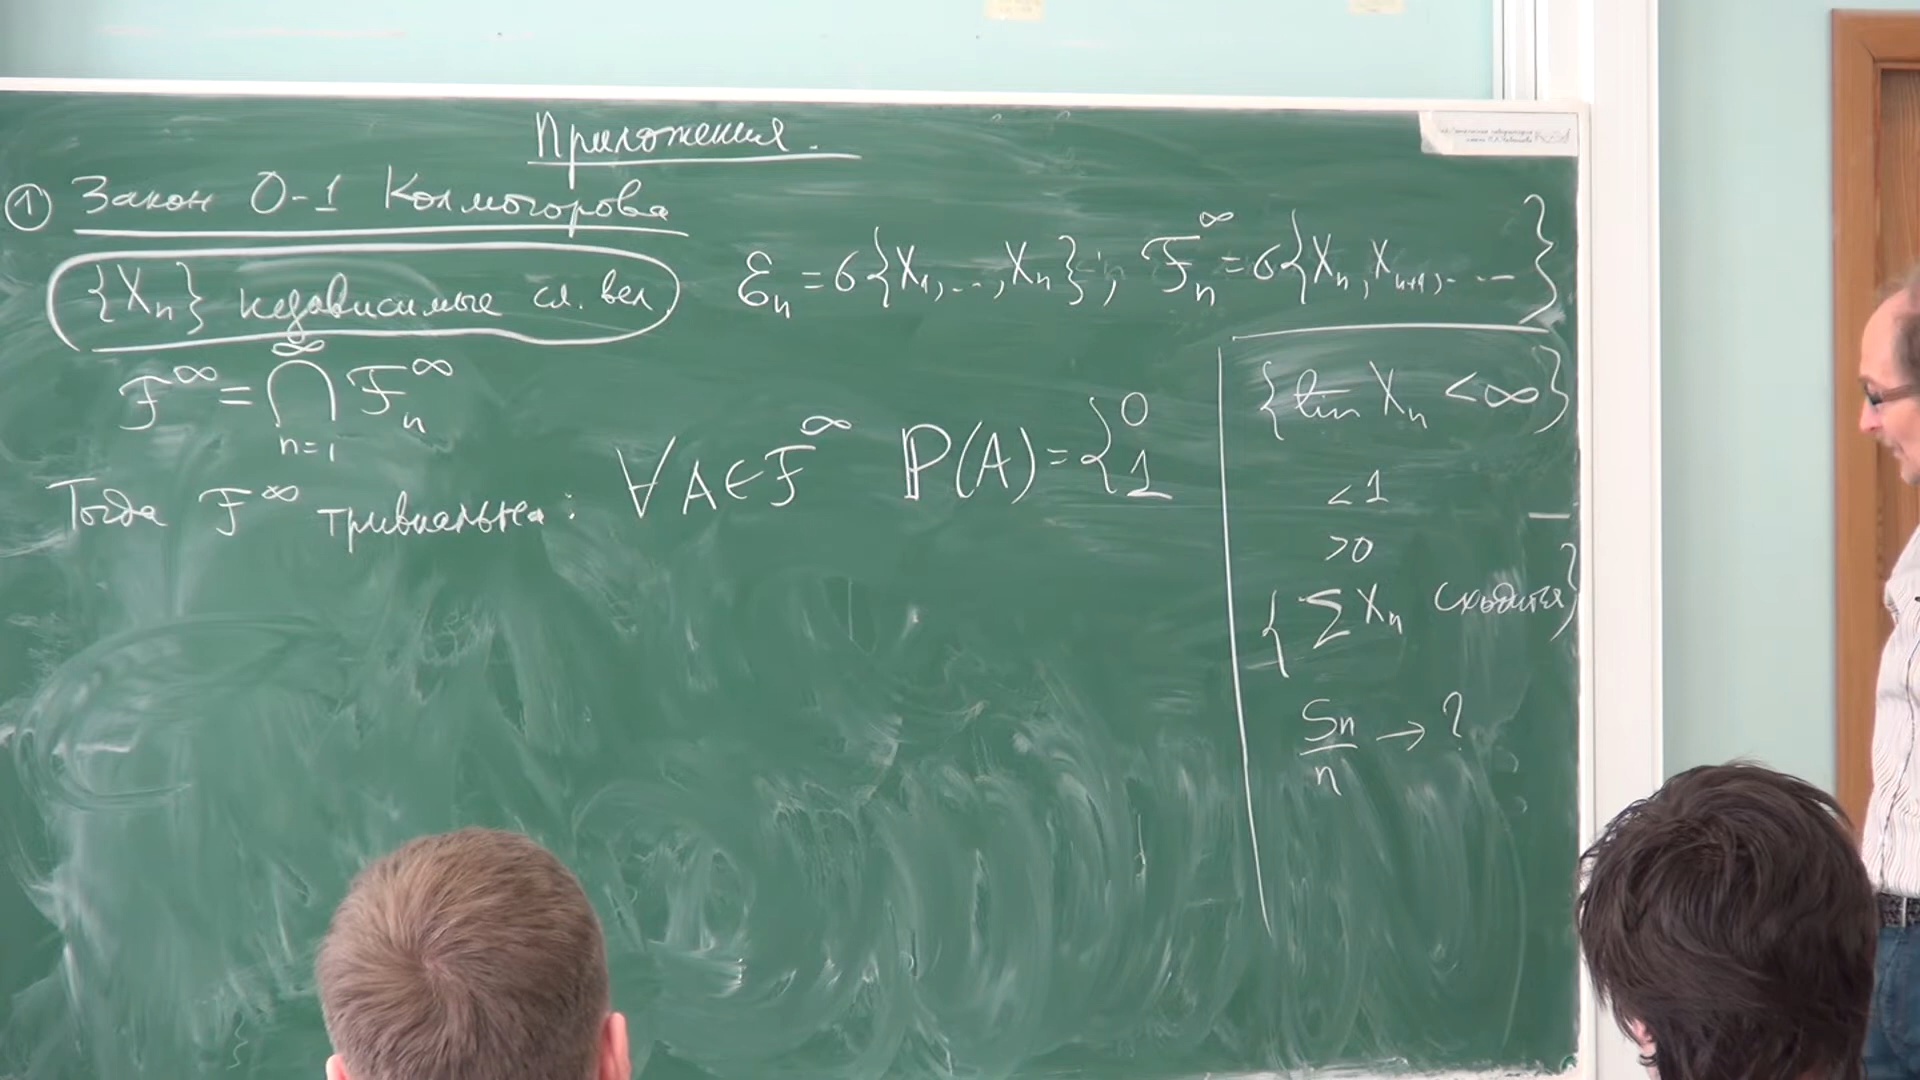 Приложения.
① Закон 0-1 Колмогорова
{Xₙ} независимые сл. вел.
𝓔ₙ = σ{X₁,...,Xₙ}; 𝓕ₙ^∞ = σ{Xₙ, Xₙ₊₁, ...}
𝓕^∞ = ⋂_{n=1}^∞ 𝓕ₙ^∞
Тогда 𝓕^∞ тривиальна: ∀A∈𝓕^∞ ℙ(A) = { 0 1
{lim Xₙ < ∞}
< 1
> 0
{∑ Xₙ сходится}
Sₙ/n → ?